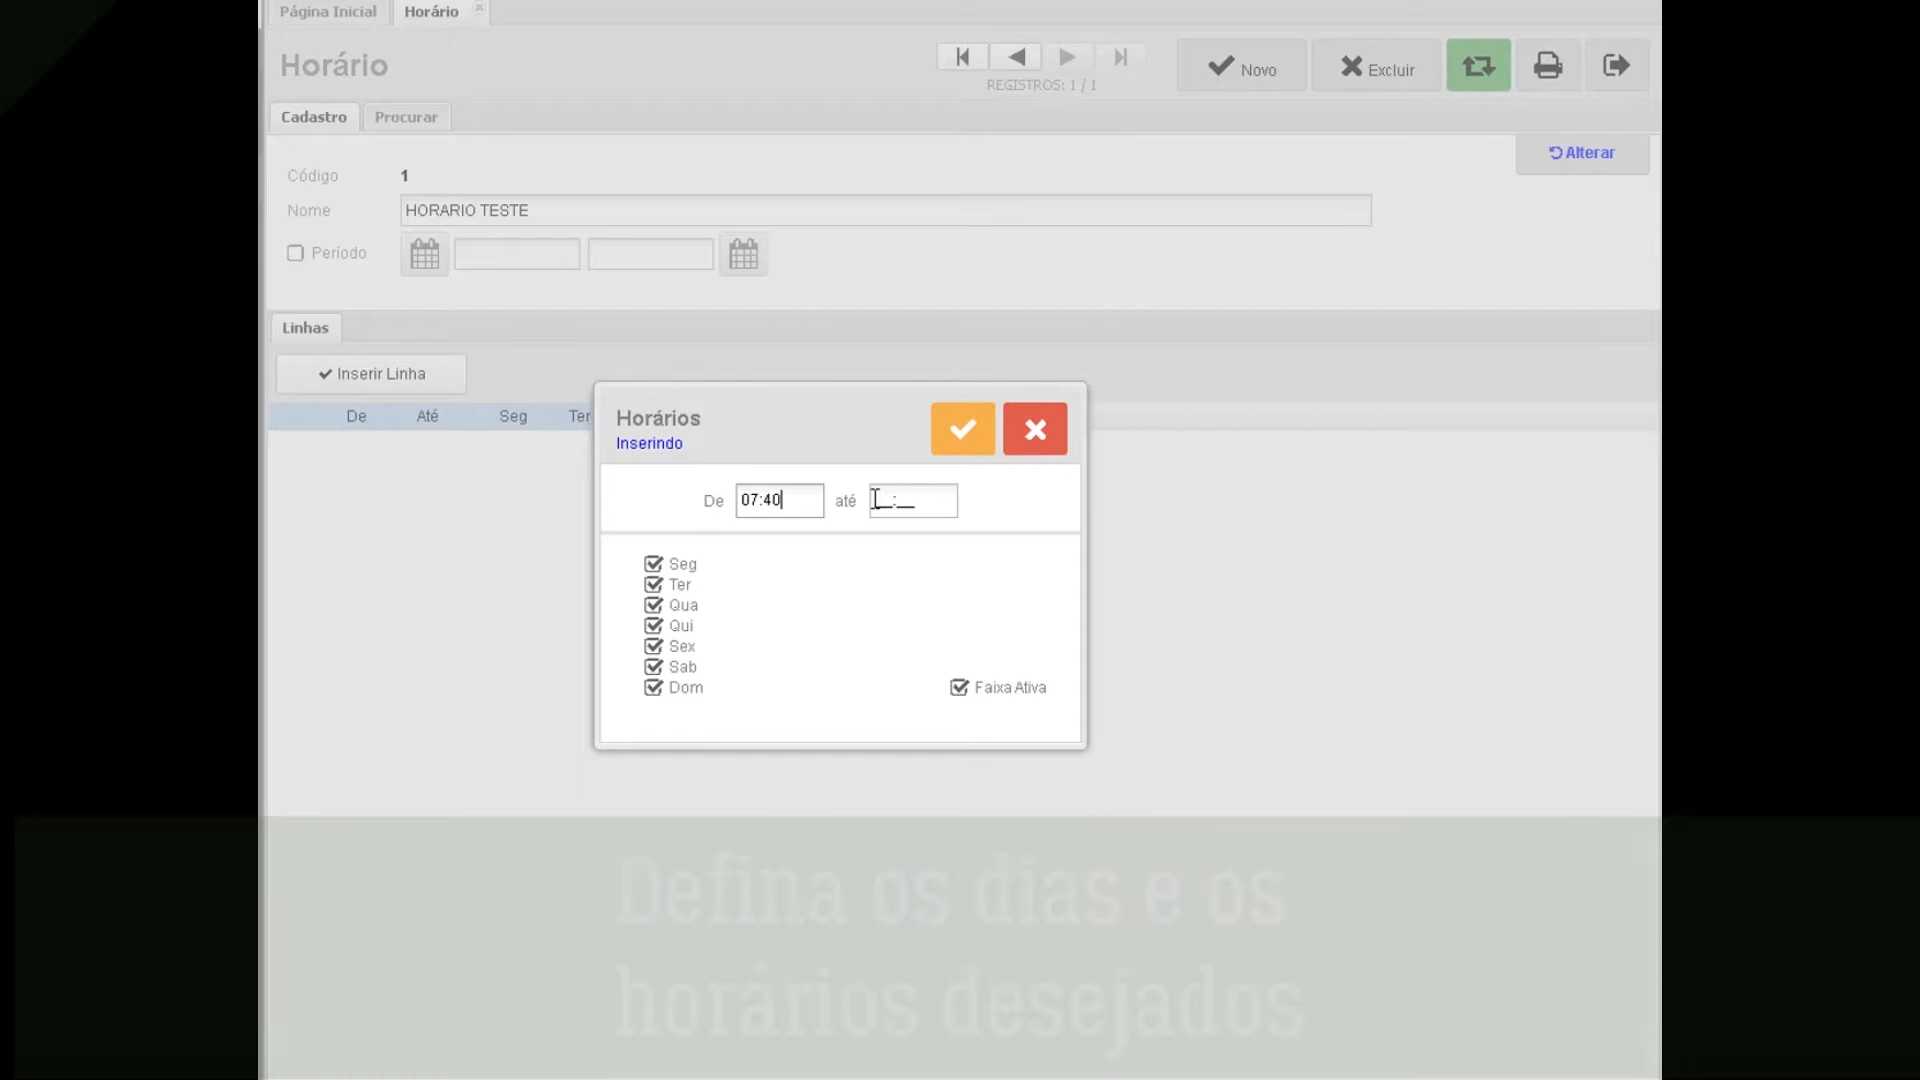 Página Inicial
Horário
Horário
REGISTROS: 1 / 1
Novo
Excluir
Cadastro
Procurar
Alterar
Código
1
Nome
HORARIO TESTE
Período
Linhas
Inserir Linha
De
Até
Seg
Ter
Horários
Inserindo
De
07:40
até
__:__
Seg
Ter
Qua
Qui
Sex
Sab
Dom
Faixa Ativa
Defina os dias e os
horários desejados